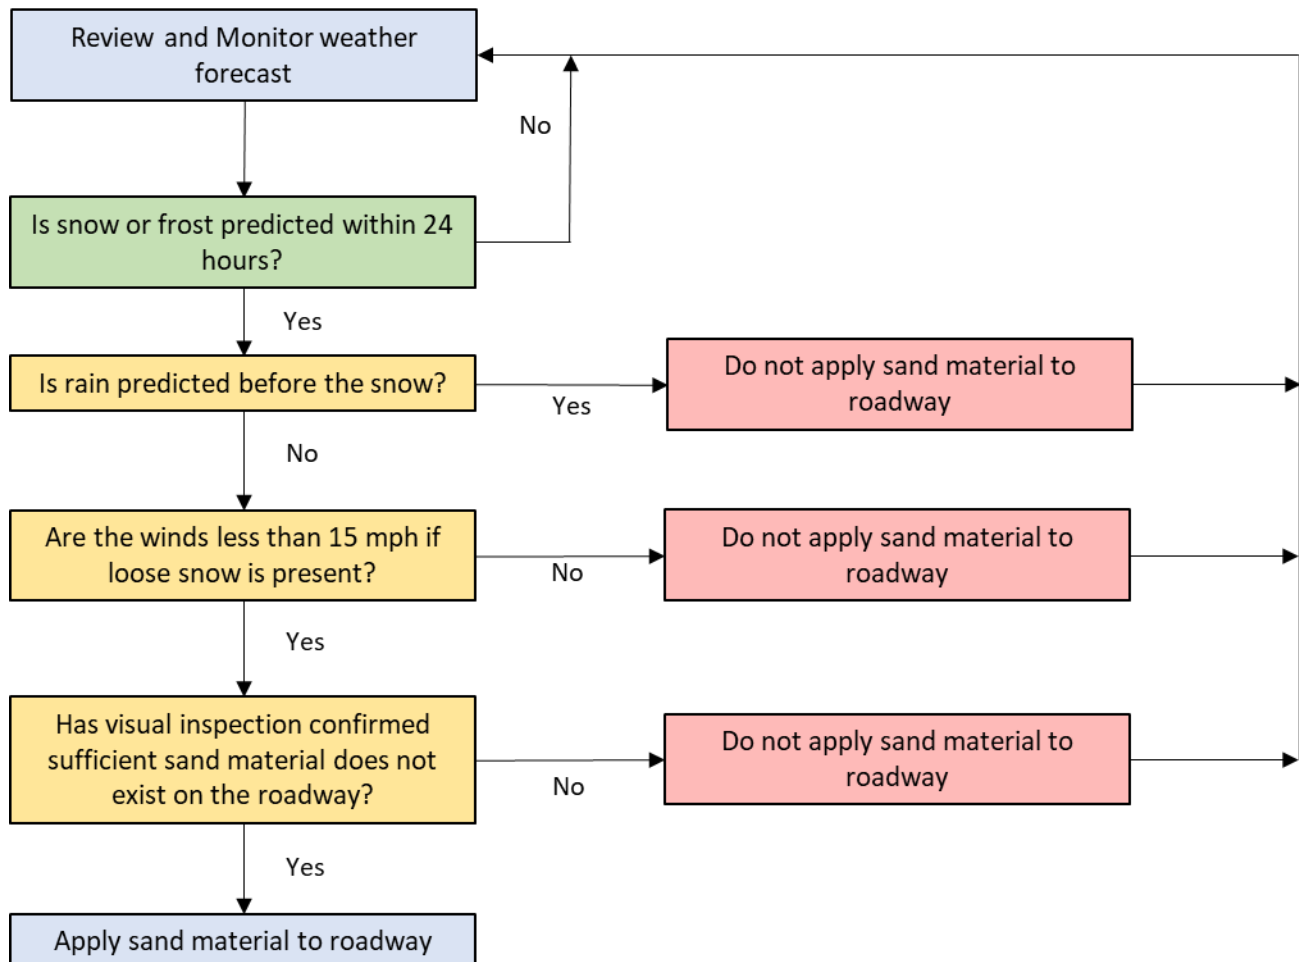 Review and Monitor weather
forecast
No
Is snow or frost predicted within 24
hours?
Yes
Is rain predicted before the snow?
Yes
Do not apply sand material to
roadway
No
Are the winds less than 15 mph if
loose snow is present?
No
Do not apply sand material to
roadway
Yes
Has visual inspection confirmed
sufficient sand material does not
exist on the roadway?
No
Do not apply sand material to
roadway
Yes
Apply sand material to roadway